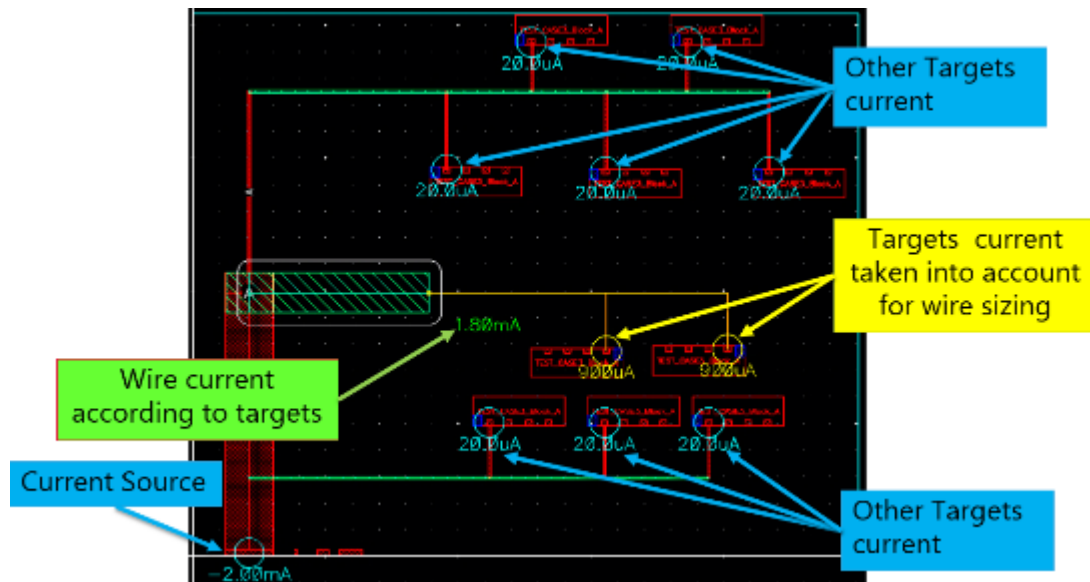 20.0uA
20.0uA
Other Targets
current
20.0uA
20.0uA
20.0uA
Targets current
taken into account
for wire sizing
1.80mA
900uA
900uA
Wire current
according to targets
20.0uA
20.0uA
20.0uA
Current Source
Other Targets
current
-2.00mA